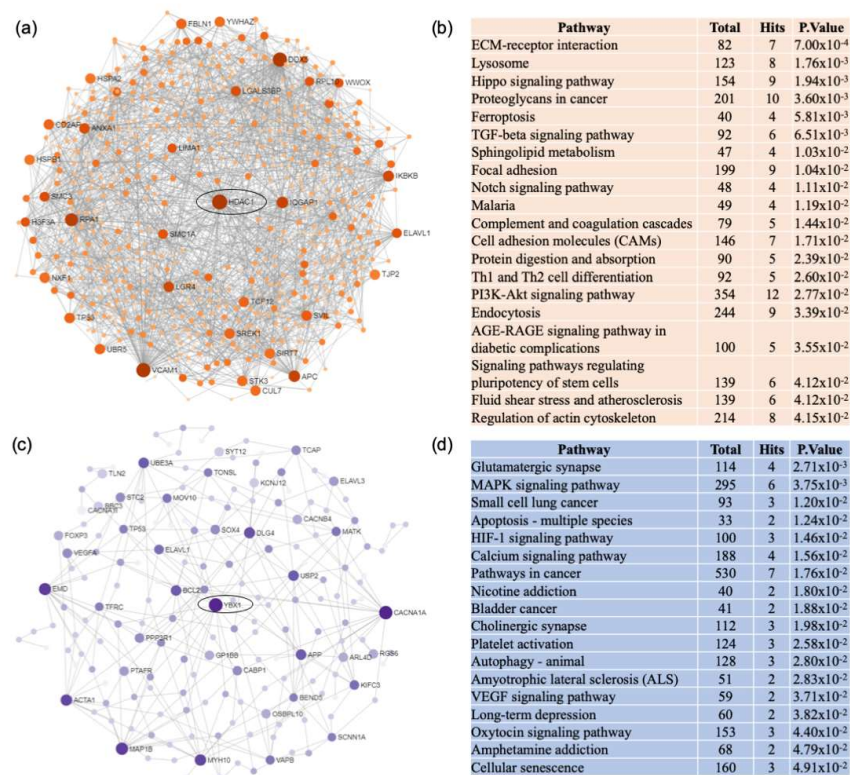 (a)
FBLN1
YWHAZ
DDX5
HSPA2
LGALS3BP
RPL10
WWOX
CD2AP
ANXA1
LIMA1
HSPB1
IKBKB
SMC3
HDAC1
IQGAP1
H3F3A
RPA1
SMC1A
ELAVL1
NXF1
LGR4
TJP2
TCF12
TP53
SREK1
SVIL
UBR5
SIRT7
VCAM1
STK3
APC
CUL7
(b)
Pathway Total Hits P.Value
ECM-receptor interaction 82 7 7.00x10-4
Lysosome 123 8 1.76x10-3
Hippo signaling pathway 154 9 1.94x10-3
Proteoglycans in cancer 201 10 3.60x10-3
Ferroptosis 40 4 5.81x10-3
TGF-beta signaling pathway 92 6 6.51x10-3
Sphingolipid metabolism 47 4 1.03x10-2
Focal adhesion 199 9 1.04x10-2
Notch signaling pathway 48 4 1.11x10-2
Malaria 49 4 1.19x10-2
Complement and coagulation cascades 79 5 1.44x10-2
Cell adhesion molecules (CAMs) 146 7 1.71x10-2
Protein digestion and absorption 90 5 2.39x10-2
Th1 and Th2 cell differentiation 92 5 2.60x10-2
PI3K-Akt signaling pathway 354 12 2.77x10-2
Endocytosis 244 9 3.39x10-2
AGE-RAGE signaling pathway in
diabetic complications 100 5 3.55x10-2
Signaling pathways regulating
pluripotency of stem cells 139 6 4.12x10-2
Fluid shear stress and atherosclerosis 139 6 4.12x10-2
Regulation of actin cytoskeleton 214 8 4.15x10-2
(c)
SYT12
TCAP
UBE3A
TLN2
TONSL
KCNJ12
ELAVL3
BBC3
STC2
MOV10
CACNB4
FOXP3
TP53
SOX4
DLG4
MATK
VEGFA
ELAVL1
EMD
BCL2
USP2
TFRC
YBX1
CACNA1A
PPP3R1
GP1BB
APP
ARL4D
RGS6
PTAFR
CABP1
KIFC3
ACTA1
BEND5
OSBPL10
SCNN1A
MAP1B
MYH10
VAPB
(d)
Pathway Total Hits P.Value
Glutamatergic synapse 114 4 2.71x10-3
MAPK signaling pathway 295 6 3.75x10-3
Small cell lung cancer 93 3 1.20x10-2
Apoptosis - multiple species 33 2 1.24x10-2
HIF-1 signaling pathway 100 3 1.46x10-2
Calcium signaling pathway 188 4 1.56x10-2
Pathways in cancer 530 7 1.76x10-2
Nicotine addiction 40 2 1.80x10-2
Bladder cancer 41 2 1.88x10-2
Cholinergic synapse 112 3 1.98x10-2
Platelet activation 124 3 2.58x10-2
Autophagy - animal 128 3 2.80x10-2
Amyotrophic lateral sclerosis (ALS) 51 2 2.83x10-2
VEGF signaling pathway 59 2 3.71x10-2
Long-term depression 60 2 3.82x10-2
Oxytocin signaling pathway 153 3 4.40x10-2
Amphetamine addiction 68 2 4.79x10-2
Cellular senescence 160 3 4.91x10-2